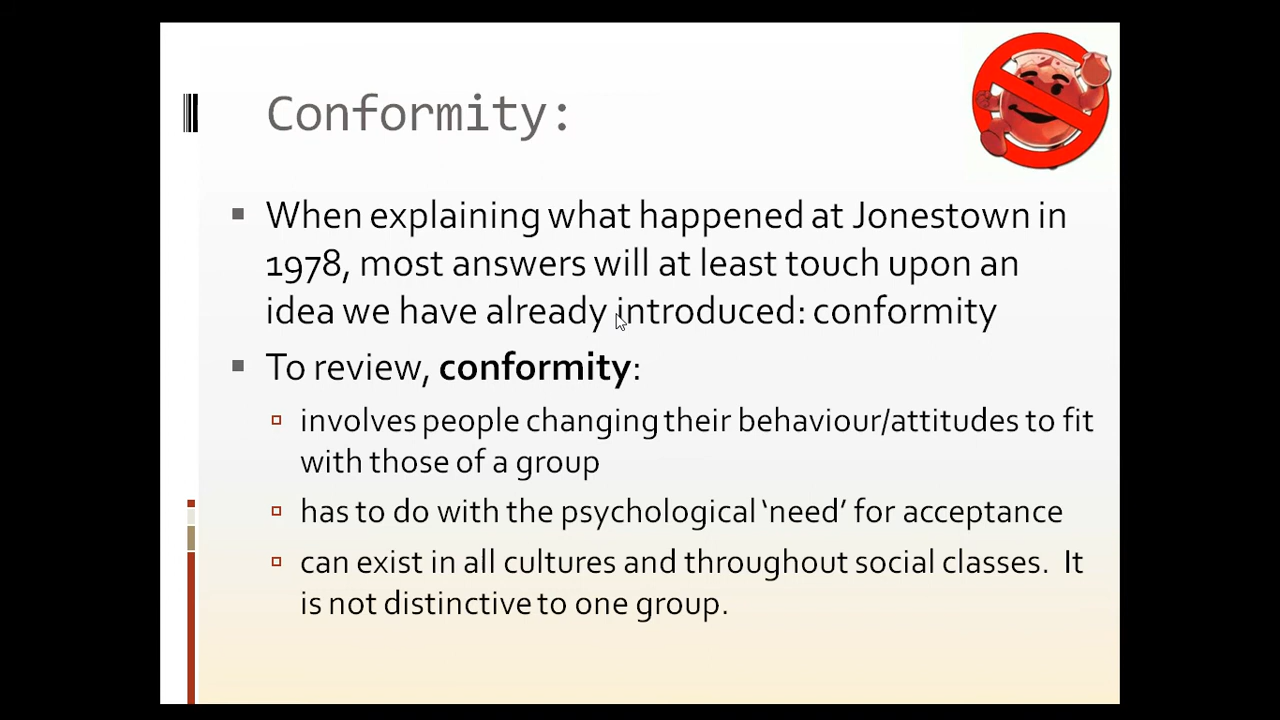 Conformity:
When explaining what happened at Jonestown in
1978, most answers will at least touch upon an
idea we have already introduced: conformity
To review, conformity:
involves people changing their behaviour/attitudes to fit
with those of a group
has to do with the psychological ‘need’ for acceptance
can exist in all cultures and throughout social classes.  It
is not distinctive to one group.